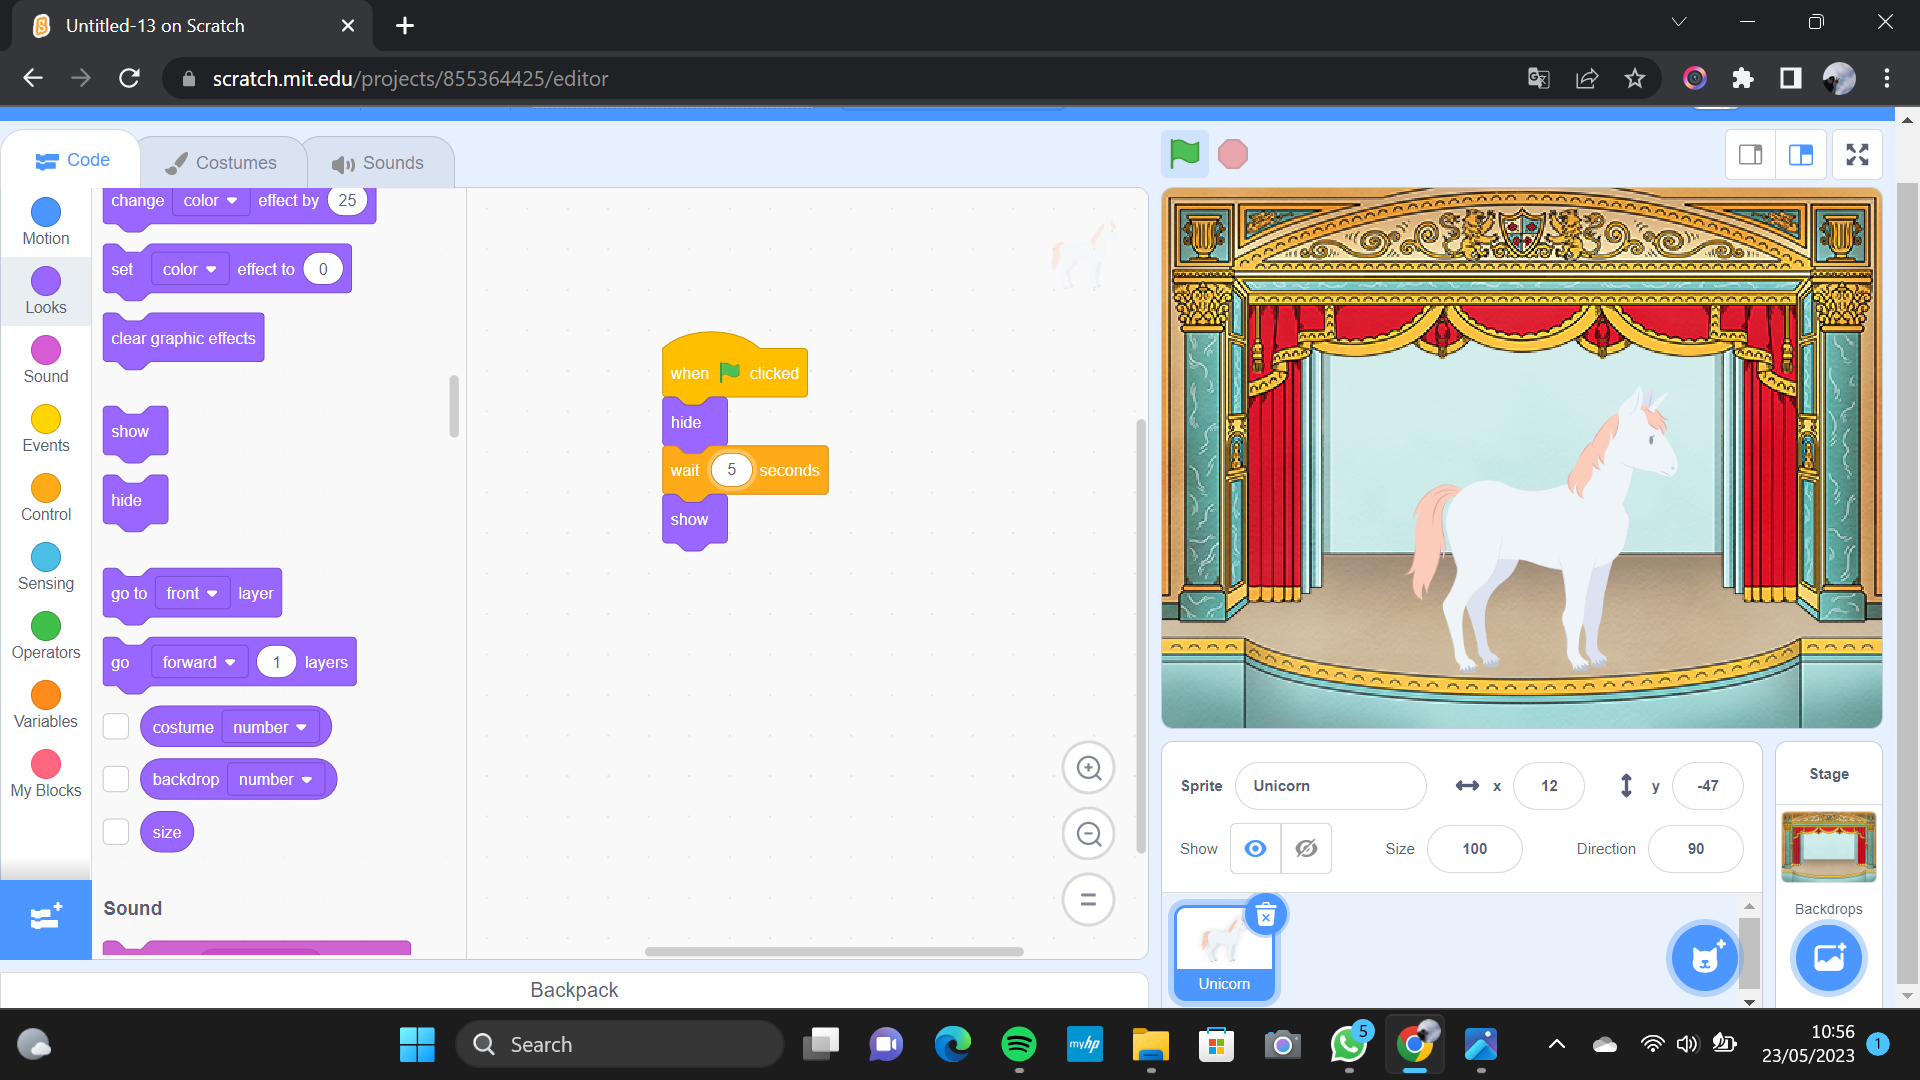 Untitled-13 on Scratch
scratch.mit.edu/projects/855364425/editor
Code
Costumes
Sounds
Motion
Looks
Sound
Events
Control
Sensing
Operators
Variables
My Blocks
change color effect by 25
set color effect to 0
clear graphic effects
show
hide
go to front layer
go forward 1 layers
costume number
backdrop number
size
Sound
when clicked
hide
wait 5 seconds
show
Backpack
Sprite Unicorn x 12 y -47
Show Size 100 Direction 90
Unicorn
Stage
Backdrops
Search
myhp
5
10:56
23/05/2023
1